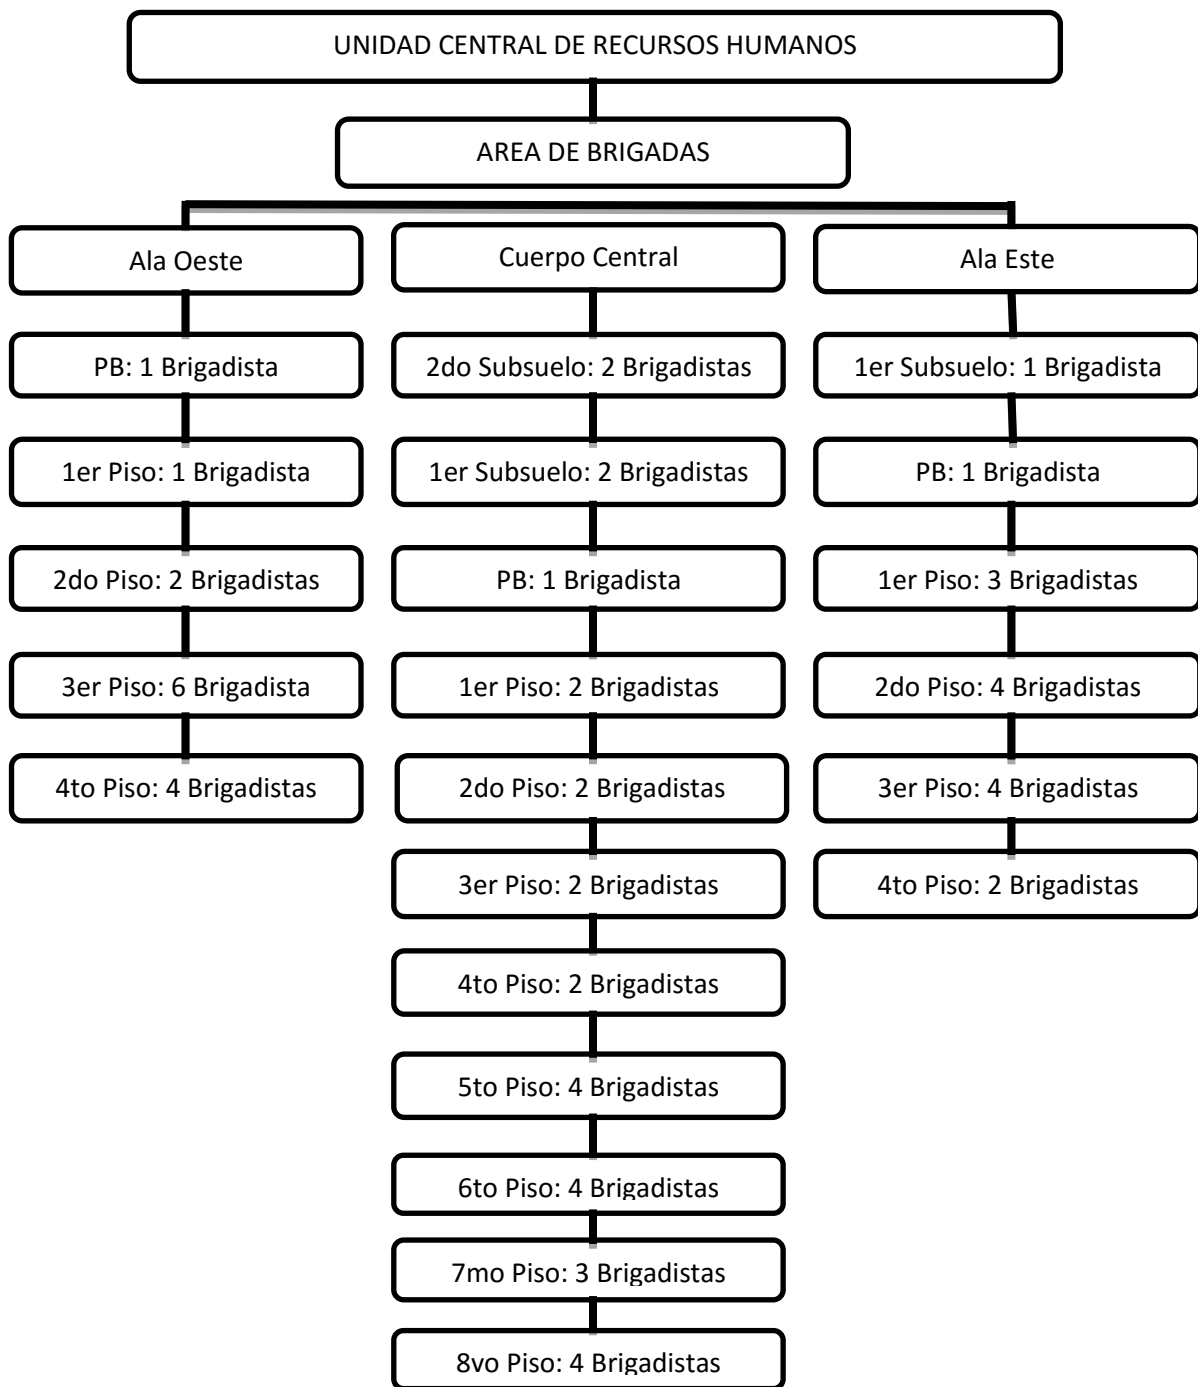 UNIDAD CENTRAL DE RECURSOS HUMANOS
AREA DE BRIGADAS
Ala Oeste
PB: 1 Brigadista
1er Piso: 1 Brigadista
2do Piso: 2 Brigadistas
3er Piso: 6 Brigadista
4to Piso: 4 Brigadistas
Cuerpo Central
2do Subsuelo: 2 Brigadistas
1er Subsuelo: 2 Brigadistas
PB: 1 Brigadista
1er Piso: 2 Brigadistas
2do Piso: 2 Brigadistas
3er Piso: 2 Brigadistas
4to Piso: 2 Brigadistas
5to Piso: 4 Brigadistas
6to Piso: 4 Brigadistas
7mo Piso: 3 Brigadistas
8vo Piso: 4 Brigadistas
Ala Este
1er Subsuelo: 1 Brigadista
PB: 1 Brigadista
1er Piso: 3 Brigadistas
2do Piso: 4 Brigadistas
3er Piso: 4 Brigadistas
4to Piso: 2 Brigadistas